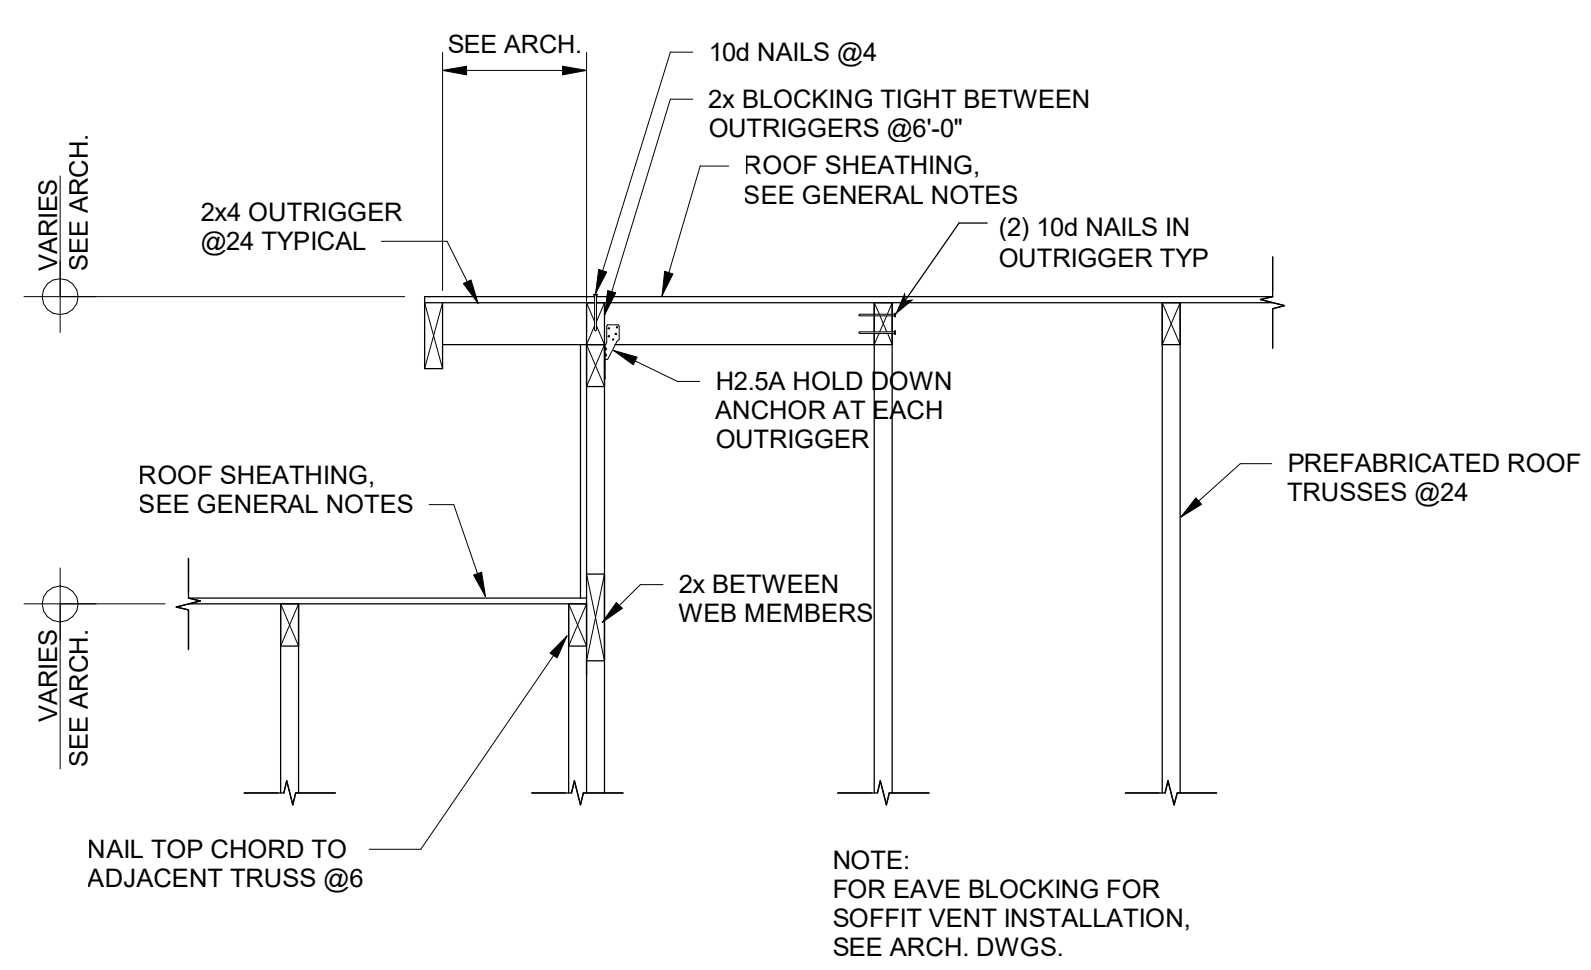 SEE ARCH.
10d NAILS @4
2x BLOCKING TIGHT BETWEEN
OUTRIGGERS @6'-0"
ROOF SHEATHING,
SEE GENERAL NOTES
(2) 10d NAILS IN
OUTRIGGER TYP
2x4 OUTRIGGER
@24 TYPICAL
VARIES
SEE ARCH.
H2.5A HOLD DOWN
ANCHOR AT EACH
OUTRIGGER
ROOF SHEATHING,
SEE GENERAL NOTES
PREFABRICATED ROOF
TRUSSES @24
2x BETWEEN
WEB MEMBERS
VARIES
SEE ARCH.
NAIL TOP CHORD TO
ADJACENT TRUSS @6
NOTE:
FOR EAVE BLOCKING FOR
SOFFIT VENT INSTALLATION,
SEE ARCH. DWGS.